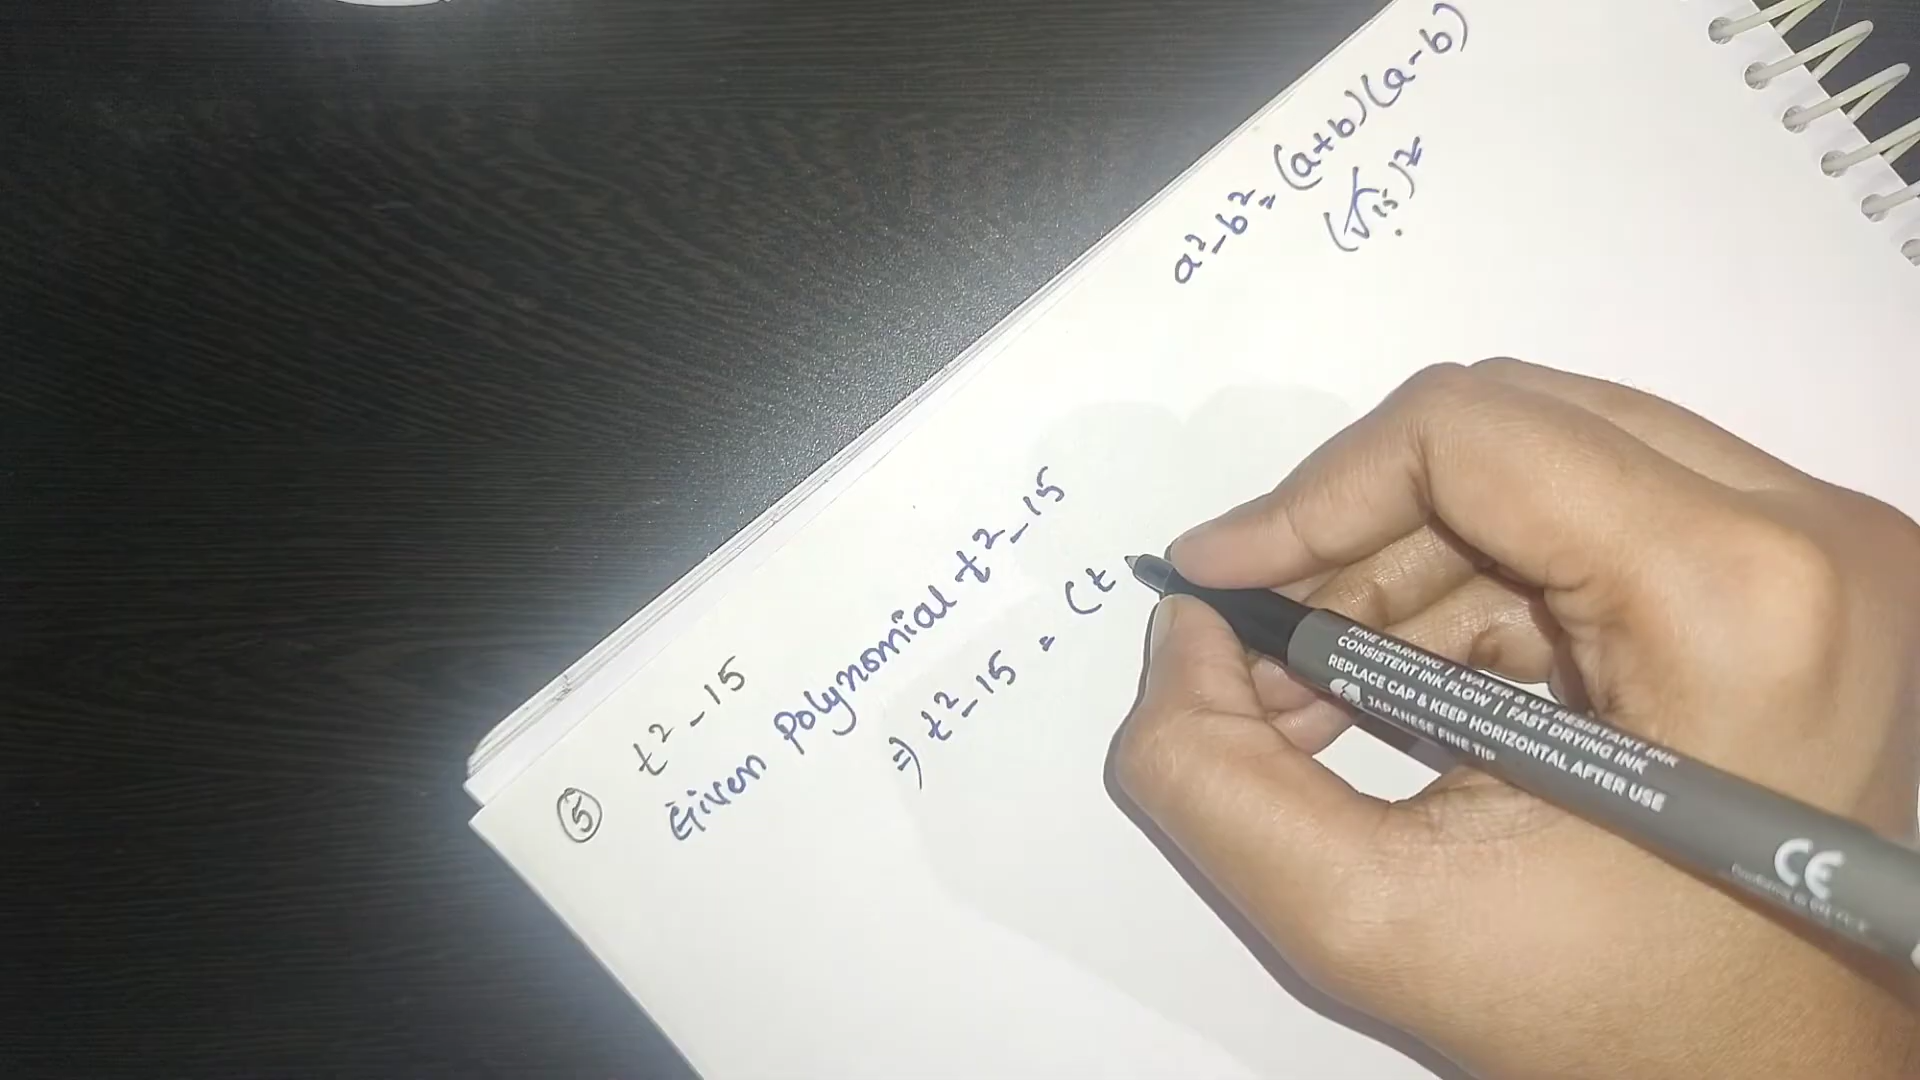 a²-b² = (a+b)(a-b)
(√15)²
⑤ t² - 15
Given Polynomial t² - 15
⇒ t² - 15 = (t
FINE MARKING | WATER & UV RESISTANT INK
CONSISTENT INK FLOW | FAST DRYING INK
REPLACE CAP & KEEP HORIZONTAL AFTER USE
JAPANESE FINE TIP
CE